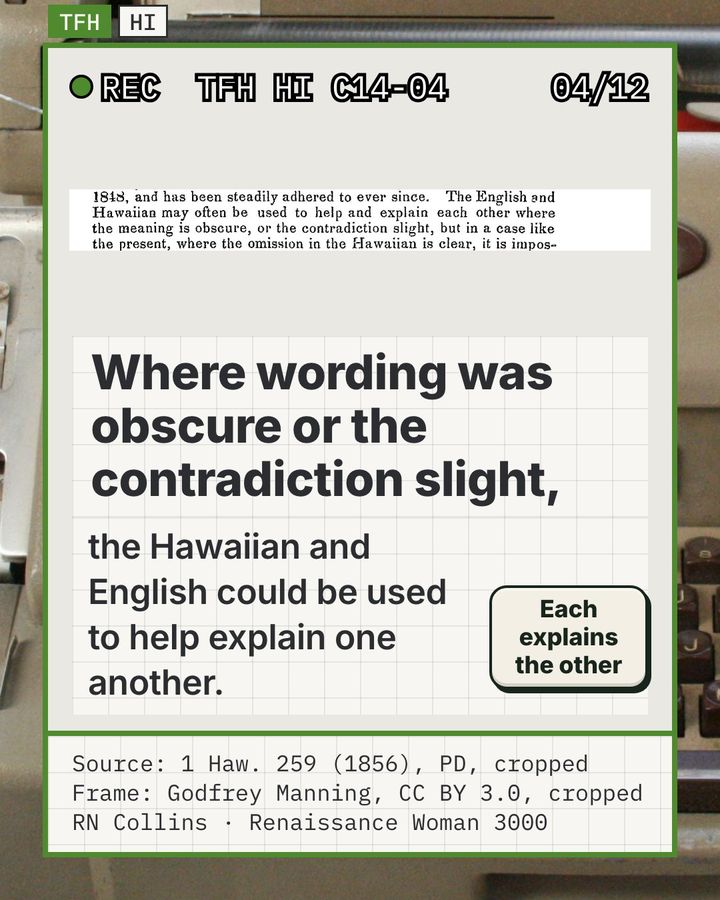 TFH HI
REC TFH HI C14-04 04/12
1848, and has been steadily adhered to ever since. The English and
Hawaiian may often be used to help and explain each other where
the meaning is obscure, or the contradiction slight, but in a case like
the present, where the omission in the Hawaiian is clear, it is impos-
Where wording was
obscure or the
contradiction slight,
the Hawaiian and
English could be used
to help explain one
another.
Each
explains
the other
Source: 1 Haw. 259 (1856), PD, cropped
Frame: Godfrey Manning, CC BY 3.0, cropped
RN Collins · Renaissance Woman 3000
J